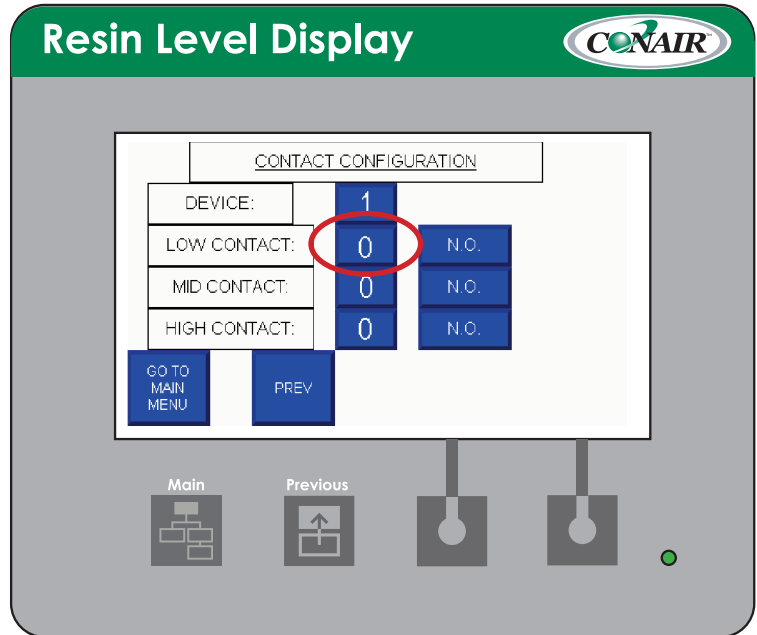 Resin Level Display
CONAIR
CONTACT CONFIGURATION
DEVICE: 1
LOW CONTACT: 0 N.O.
MID CONTACT: 0 N.O.
HIGH CONTACT: 0 N.O.
GO TO
MAIN
MENU
PREV
Main Previous